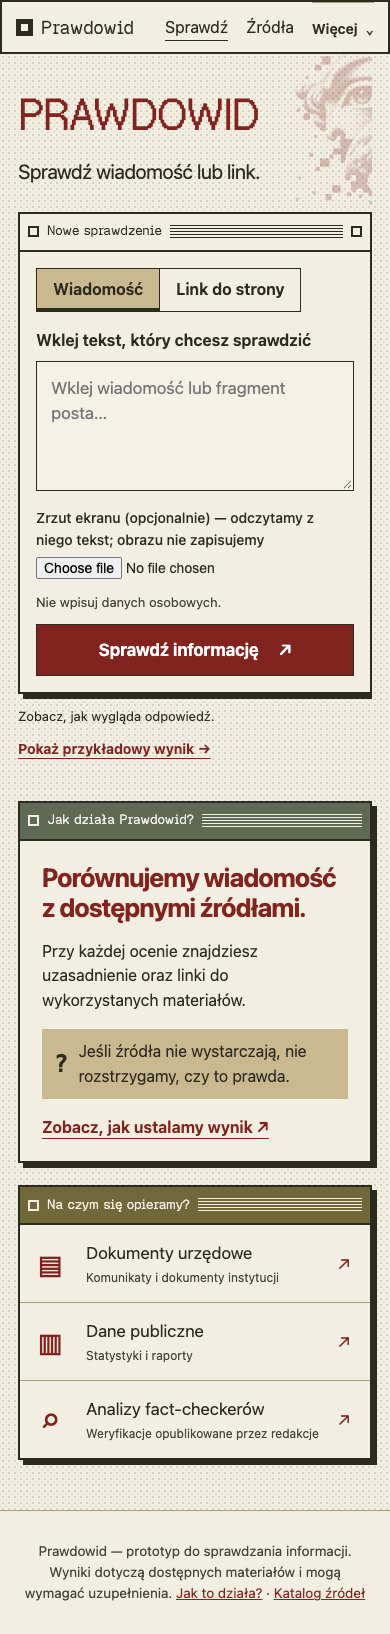 Prawdowid Sprawdź Źródła Więcej
PRAWDOWID
Sprawdź wiadomość lub link.
Nowe sprawdzenie
Wiadomość Link do strony
Wklej tekst, który chcesz sprawdzić
Wklej wiadomość lub fragment
posta...
Zrzut ekranu (opcjonalnie) — odczytamy z
niego tekst; obrazu nie zapisujemy
Choose file No file chosen
Nie wpisuj danych osobowych.
Sprawdź informację ↗
Zobacz, jak wygląda odpowiedź.
Pokaż przykładowy wynik →
Jak działa Prawdowid?
Porównujemy wiadomość
z dostępnymi źródłami.
Przy każdej ocenie znajdziesz
uzasadnienie oraz linki do
wykorzystanych materiałów.
? Jeśli źródła nie wystarczają, nie
rozstrzygamy, czy to prawda.
Zobacz, jak ustalamy wynik ↗
Na czym się opieramy?
Dokumenty urzędowe ↗
Komunikaty i dokumenty instytucji
Dane publiczne ↗
Statystyki i raporty
Analizy fact-checkerów ↗
Weryfikacje opublikowane przez redakcje
Prawdowid — prototyp do sprawdzania informacji.
Wyniki dotyczą dostępnych materiałów i mogą
wymagać uzupełnienia. Jak to działa? · Katalog źródeł